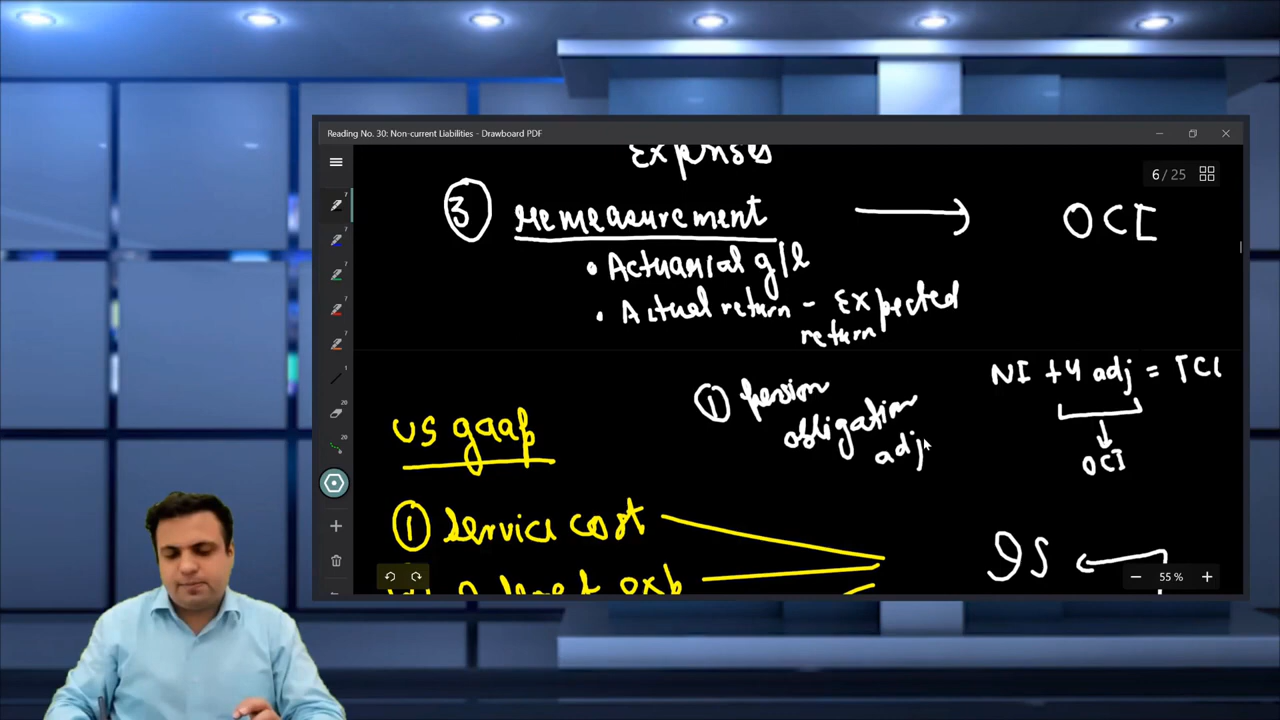 Reading No. 30: Non-current Liabilities - Drawboard PDF
6 / 25
Expenses
3 Remeasurement → OCI
• Actuarial g/l
• Actual return - Expected
return
NI + 4 adj = TCI
OCI
① pension
obligation
adj
US gaap
① Service cost
IS
55 %